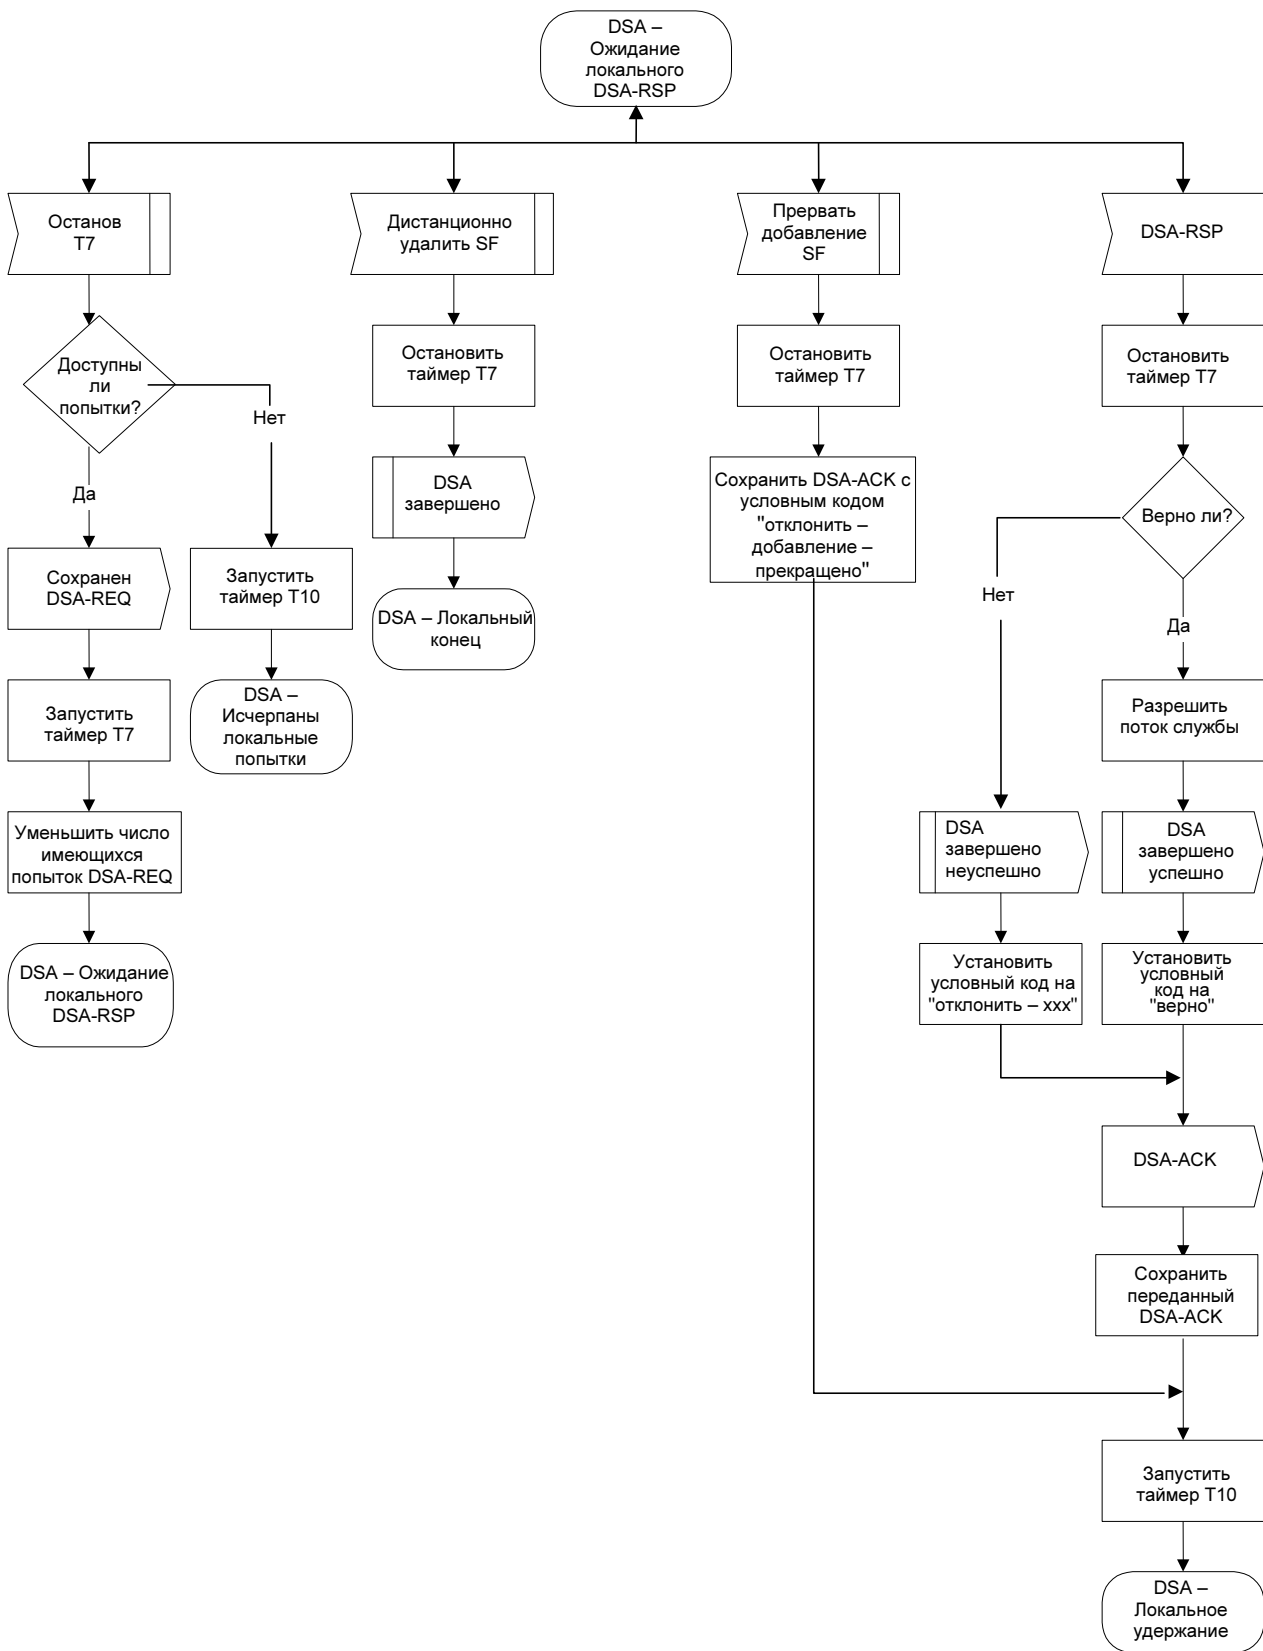 DSA –
Ожидание
локального
DSA-RSP
Останов
T7
Дистанционно
удалить SF
Прервать
добавление
SF
DSA-RSP
Доступны
ли
попытки?
Нет
Да
Остановить
таймер T7
Остановить
таймер T7
Остановить
таймер T7
DSA
завершено
Сохранить DSA-ACK с
условным кодом
"отклонить –
добавление –
прекращено"
Верно ли?
Нет
Да
Сохранен
DSA-REQ
Запустить
таймер T10
DSA – Локальный
конец
Запустить
таймер T7
DSA –
Исчерпаны
локальные
попытки
Разрешить
поток службы
Уменьшить число
имеющихся
попыток DSA-REQ
DSA
завершено
неуспешно
DSA
завершено
успешно
DSA – Ожидание
локального
DSA-RSP
Установить
условный код на
"отклонить – xxx"
Установить
условный
код на
"верно"
DSA-ACK
Сохранить
переданный
DSA-ACK
Запустить
таймер T10
DSA –
Локальное
удержание